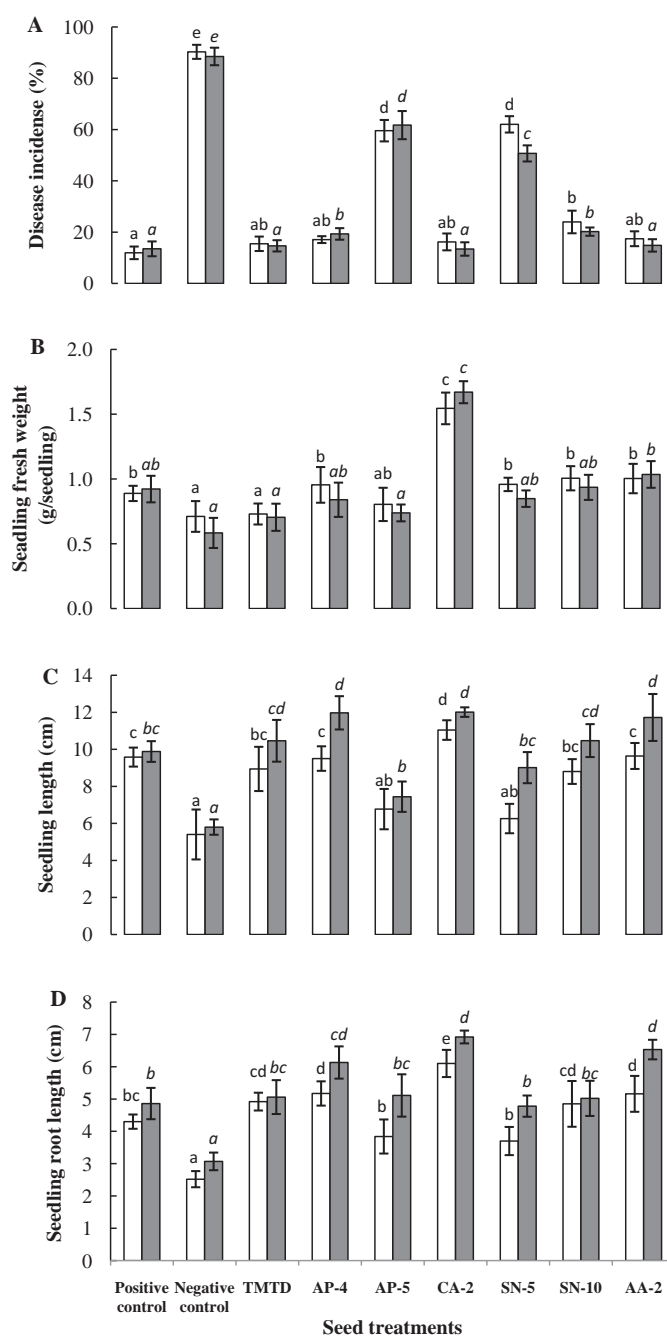 A
Disease incidense (%)
120
100
80
60
40
20
0
a
a
e
e
ab
a
ab
b
d
d
ab
a
d
c
b
b
ab
a
B
Seadling fresh weight
(g/seedling)
2.0
1.5
1.0
0.5
0.0
b
ab
a
a
a
a
b
ab
ab
a
c
c
b
ab
b
ab
b
b
C
Seedling length (cm)
14
12
10
8
6
4
2
0
c
bc
a
a
bc
cd
c
d
ab
b
d
d
ab
bc
bc
cd
c
d
D
Seedling root length (cm)
8
7
6
5
4
3
2
1
0
bc
b
a
a
cd
bc
d
cd
b
bc
e
d
b
b
cd
bc
d
d
Positive control
Negative control
TMTD
AP-4
AP-5
CA-2
SN-5
SN-10
AA-2
Seed treatments